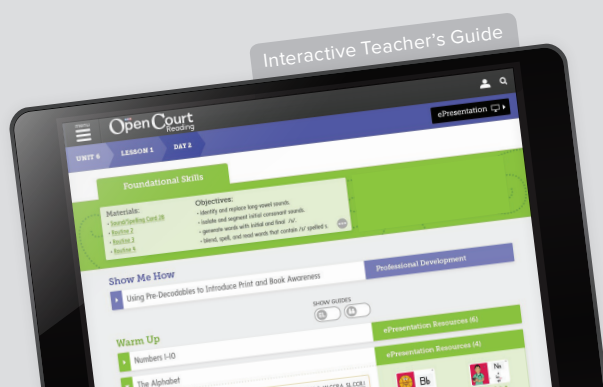 Interactive Teacher's Guide
MENU
Open Court
Reading
UNIT 6 LESSON 1 DAY 2
ePresentation
Foundational Skills
Materials:
• Sound/Spelling Card 28
• Routine 2
• Routine 3
• Routine 4
Objectives:
• identify and replace long-vowel sounds.
• isolate and segment initial consonant sounds.
• generate words with initial and final /v/.
• blend, spell, and read words that contain /v/ spelled v.
Show Me How
Using Pre-Decodables to Introduce Print and Book Awareness
Professional Development
SHOW GUIDES
Warm Up
Numbers 1-10
ePresentation Resources (6)
The Alphabet
ePresentation Resources (4)
Bb